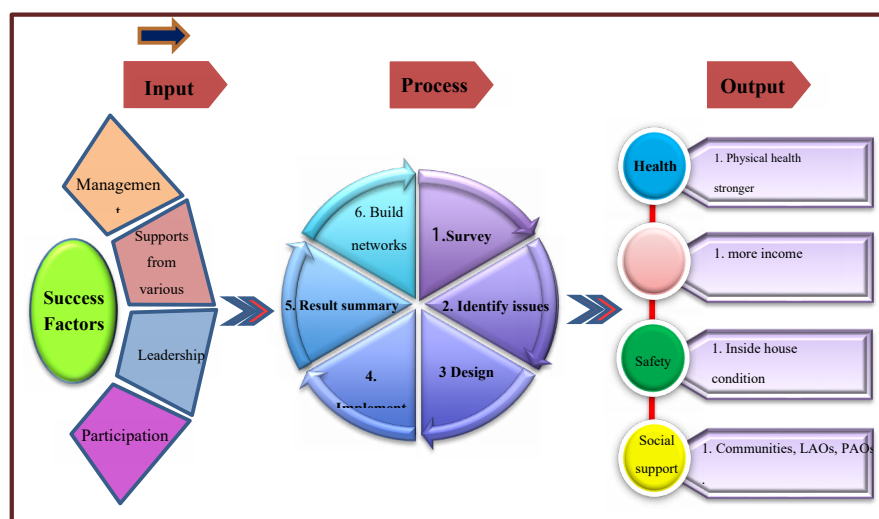 Input
Process
Output
Managemen
t
Supports
from
various
Success
Factors
Leadership
Participation
1.Survey
2. Identify issues
3 Design
4.
Implement
5. Result summary
6. Build
networks
Health
1. Physical health
stronger
1. more income
Safety
1. Inside house
condition
Social
support
1. Communities, LAOs, PAOs
.